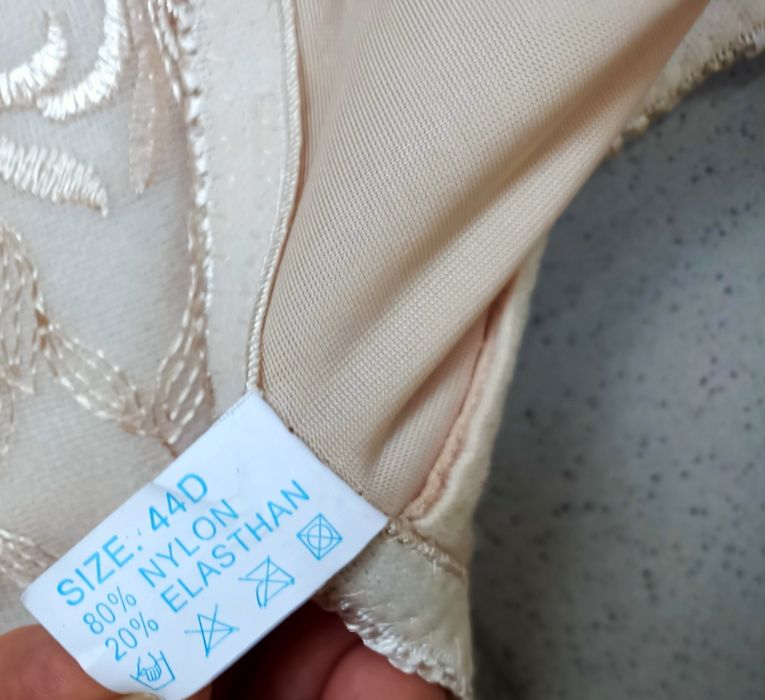 SIZE: 44D
80% NYLON
20% ELASTHAN